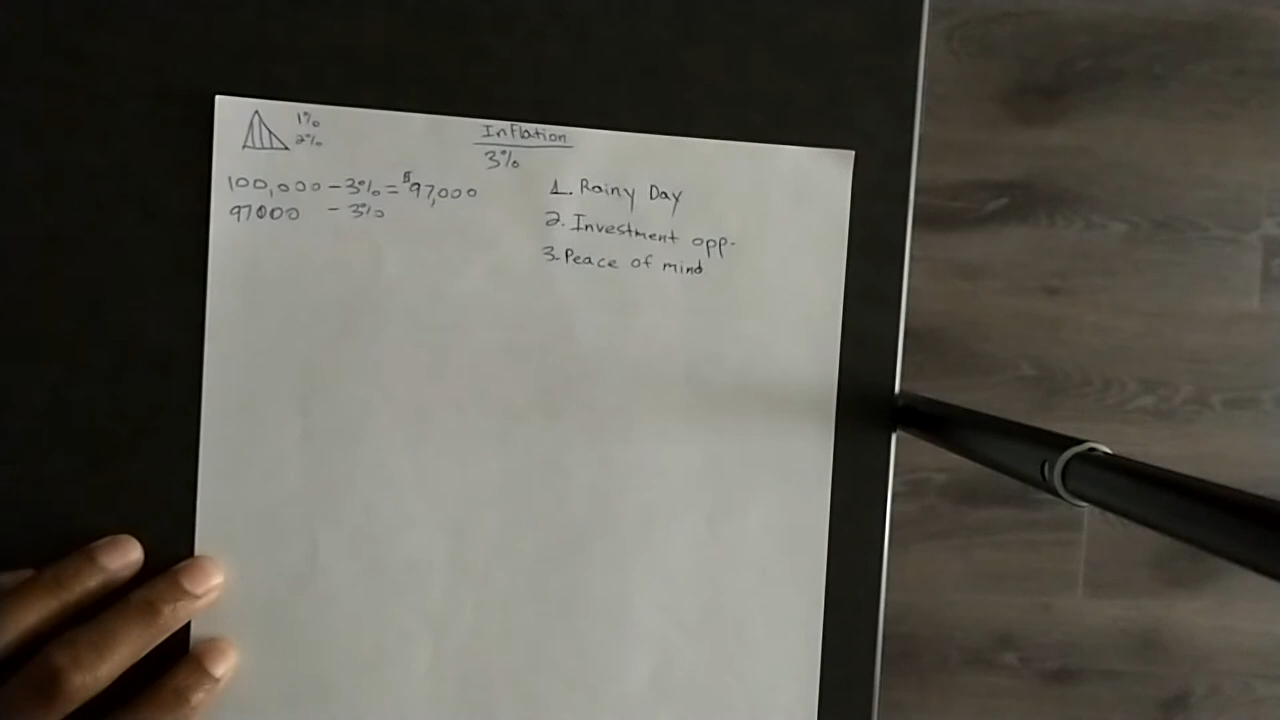 1%
2%
Inflation
3%
100,000 - 3% = $97,000
97000 - 3%
1. Rainy Day
2. Investment opp.
3. Peace of mind